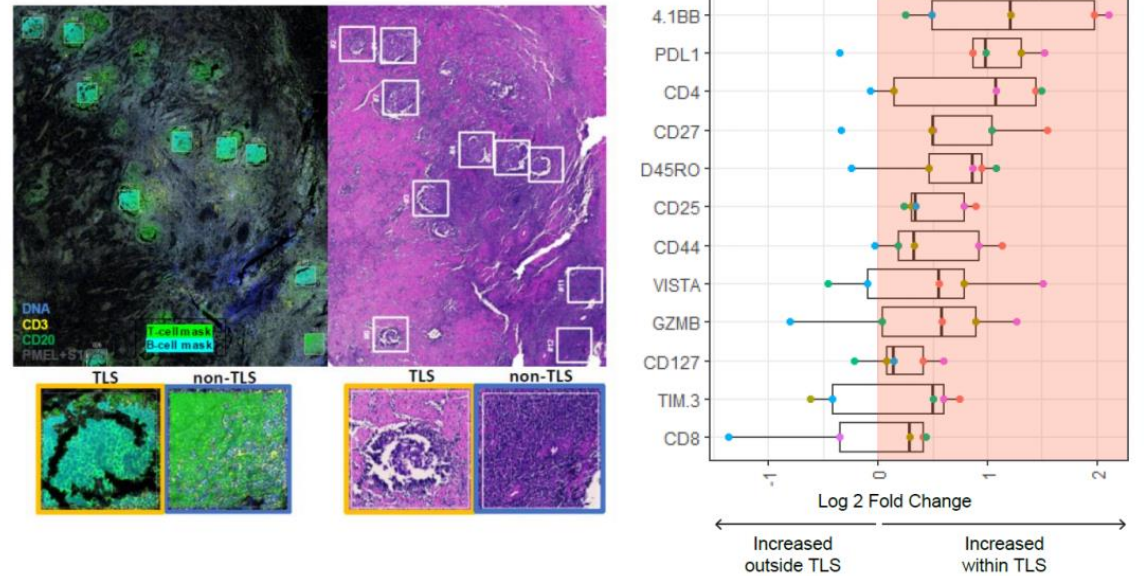 DNA
CD3
CD20
PMEL+S1
T-cell mask
B-cell mask
TLS
non-TLS
TLS
non-TLS
#11
#12
4.1BB
PDL1
CD4
CD27
D45RO
CD25
CD44
VISTA
GZMB
CD127
TIM.3
CD8
-1
0
1
2
Log 2 Fold Change
Increased
outside TLS
Increased
within TLS